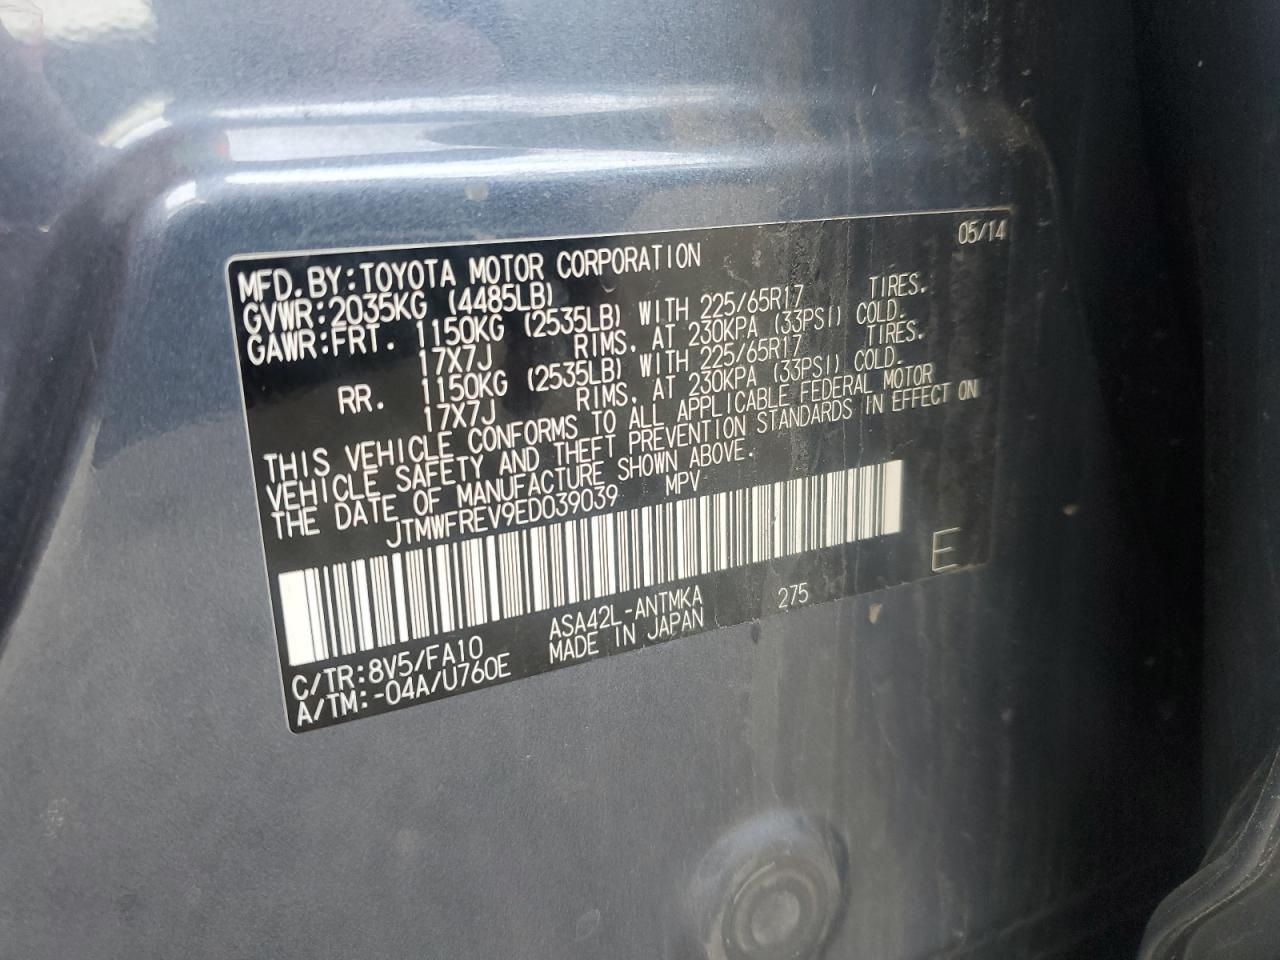 05/14
MFD. BY: TOYOTA MOTOR CORPORATION
GVWR: 2035KG (4485LB)
GAWR: FRT. 1150KG (2535LB) WITH 225/65R17 TIRES.
17X7J RIMS. AT 230KPA (33PSI) COLD.
RR. 1150KG (2535LB) WITH 225/65R17 TIRES.
17X7J RIMS. AT 230KPA (33PSI) COLD.
THIS VEHICLE CONFORMS TO ALL APPLICABLE FEDERAL MOTOR
VEHICLE SAFETY AND THEFT PREVENTION STANDARDS IN EFFECT ON
THE DATE OF MANUFACTURE SHOWN ABOVE.
JTMWFREV9ED039039 MPV
E
C/TR: 8V5/FA10 ASA42L-ANTMKA 275
A/TM: -04A/U760E MADE IN JAPAN